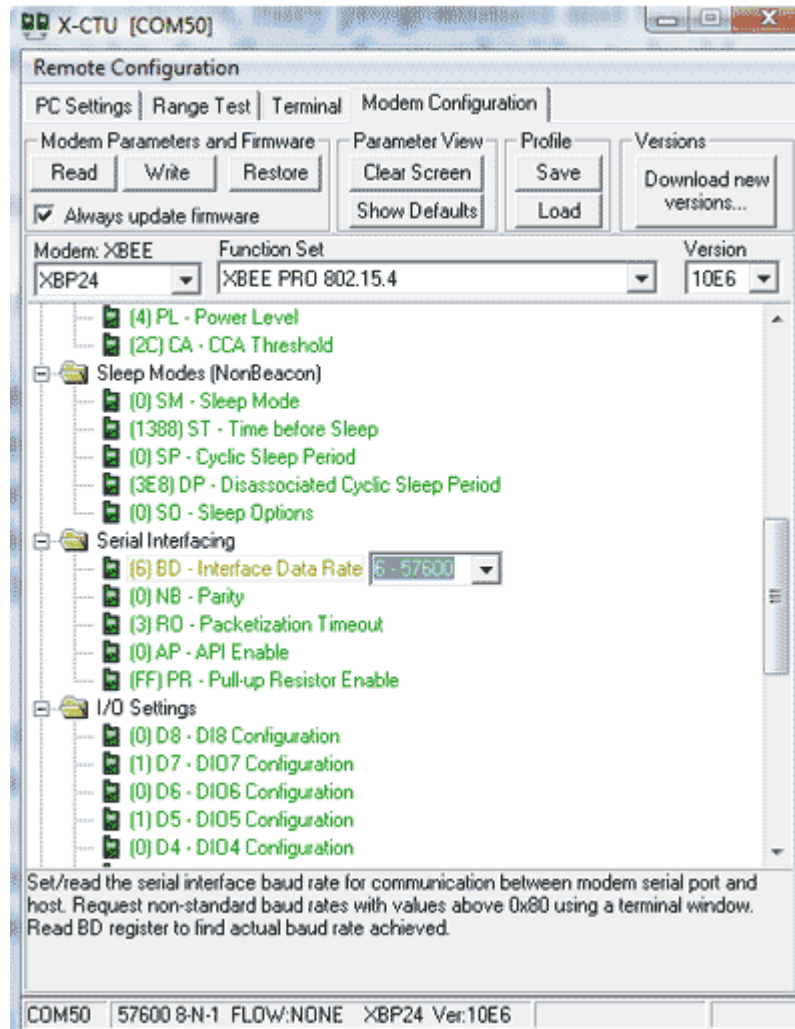 X-CTU [COM50]
Remote Configuration
PC Settings Range Test Terminal Modem Configuration
Modem Parameters and Firmware Parameter View Profile Versions
Read Write Restore Clear Screen Save Download new versions...
Always update firmware Show Defaults Load
Modem: XBEE Function Set Version
XBP24 XBEE PRO 802.15.4 10E6
(4) PL - Power Level
(2C) CA - CCA Threshold
Sleep Modes (NonBeacon)
(0) SM - Sleep Mode
(1388) ST - Time before Sleep
(0) SP - Cyclic Sleep Period
(3E8) DP - Disassociated Cyclic Sleep Period
(0) SO - Sleep Options
Serial Interfacing
(6) BD - Interface Data Rate 6 - 57600
(0) NB - Parity
(3) RO - Packetization Timeout
(0) AP - API Enable
(FF) PR - Pull-up Resistor Enable
I/O Settings
(0) D8 - DI8 Configuration
(1) D7 - DIO7 Configuration
(0) D6 - DIO6 Configuration
(1) D5 - DIO5 Configuration
(0) D4 - DIO4 Configuration
Set/read the serial interface baud rate for communication between modem serial port and
host. Request non-standard baud rates with values above 0x80 using a terminal window.
Read BD register to find actual baud rate achieved.
COM50 57600 8-N-1 FLOW:NONE XBP24 Ver:10E6